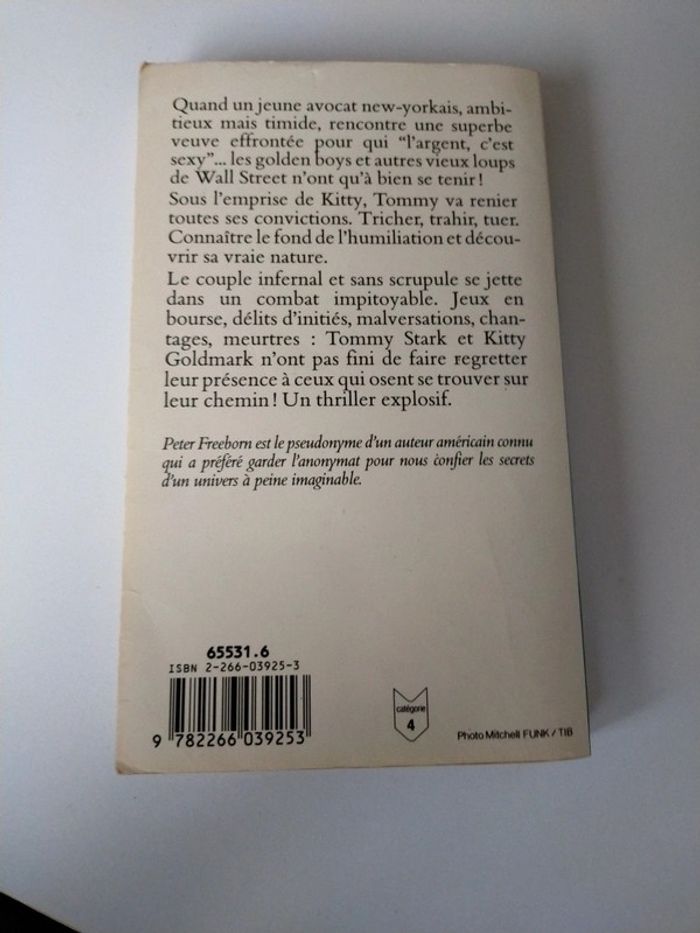 Quand un jeune avocat new-yorkais, ambi-
tieux mais timide, rencontre une superbe
veuve effrontée pour qui "l'argent, c'est
sexy"... les golden boys et autres vieux loups
de Wall Street n'ont qu'à bien se tenir !
Sous l'emprise de Kitty, Tommy va renier
toutes ses convictions. Tricher, trahir, tuer.
Connaître le fond de l'humiliation et décou-
vrir sa vraie nature.
Le couple infernal et sans scrupule se jette
dans un combat impitoyable. Jeux en
bourse, délits d'initiés, malversations, chan-
tages, meurtres : Tommy Stark et Kitty
Goldmark n'ont pas fini de faire regretter
leur présence à ceux qui osent se trouver sur
leur chemin ! Un thriller explosif.
Peter Freeborn est le pseudonyme d'un auteur américain connu
qui a préféré garder l'anonymat pour nous confier les secrets
d'un univers à peine imaginable.
65531.6
ISBN 2-266-03925-3
9 782266 039253
catégorie
4
Photo Mitchell FUNK / TIB